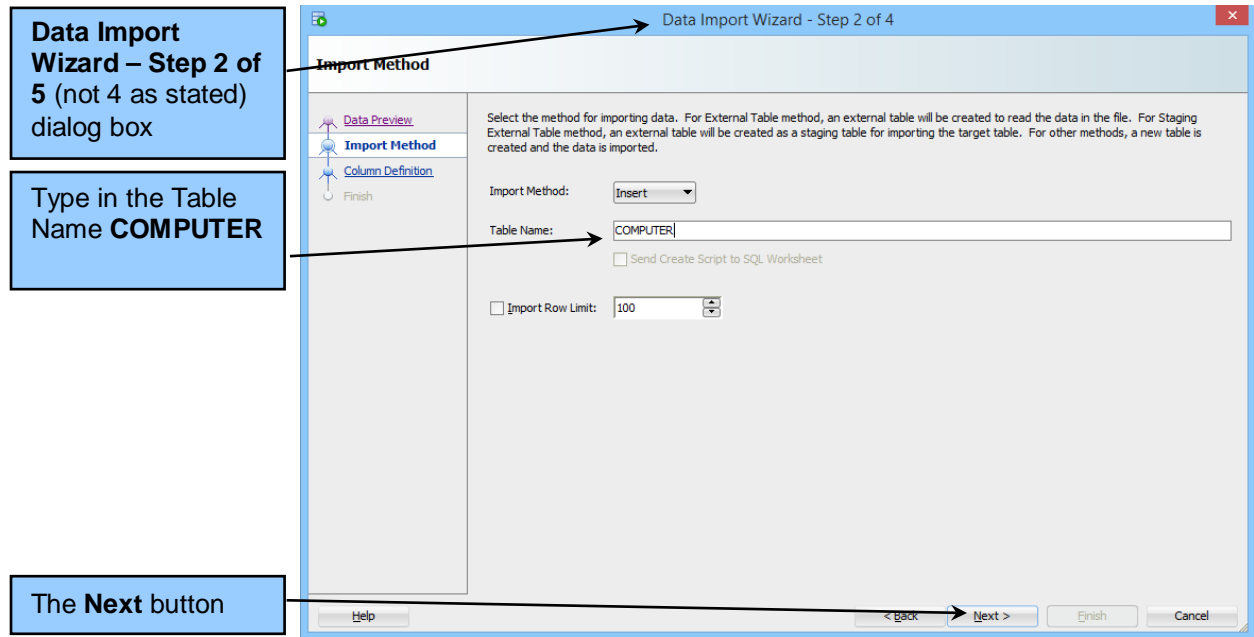 Data Import
Wizard – Step 2 of
5 (not 4 as stated)
dialog box
Type in the Table
Name COMPUTER
The Next button
Data Import Wizard - Step 2 of 4
Import Method
Data Preview
Import Method
Column Definition
Finish
Select the method for importing data. For External Table method, an external table will be created to read the data in the file. For Staging
External Table method, an external table will be created as a staging table for importing the target table. For other methods, a new table is
created and the data is imported.
Import Method: Insert
Table Name: COMPUTER
Send Create Script to SQL Worksheet
Import Row Limit: 100
Help < Back Next > Finish Cancel